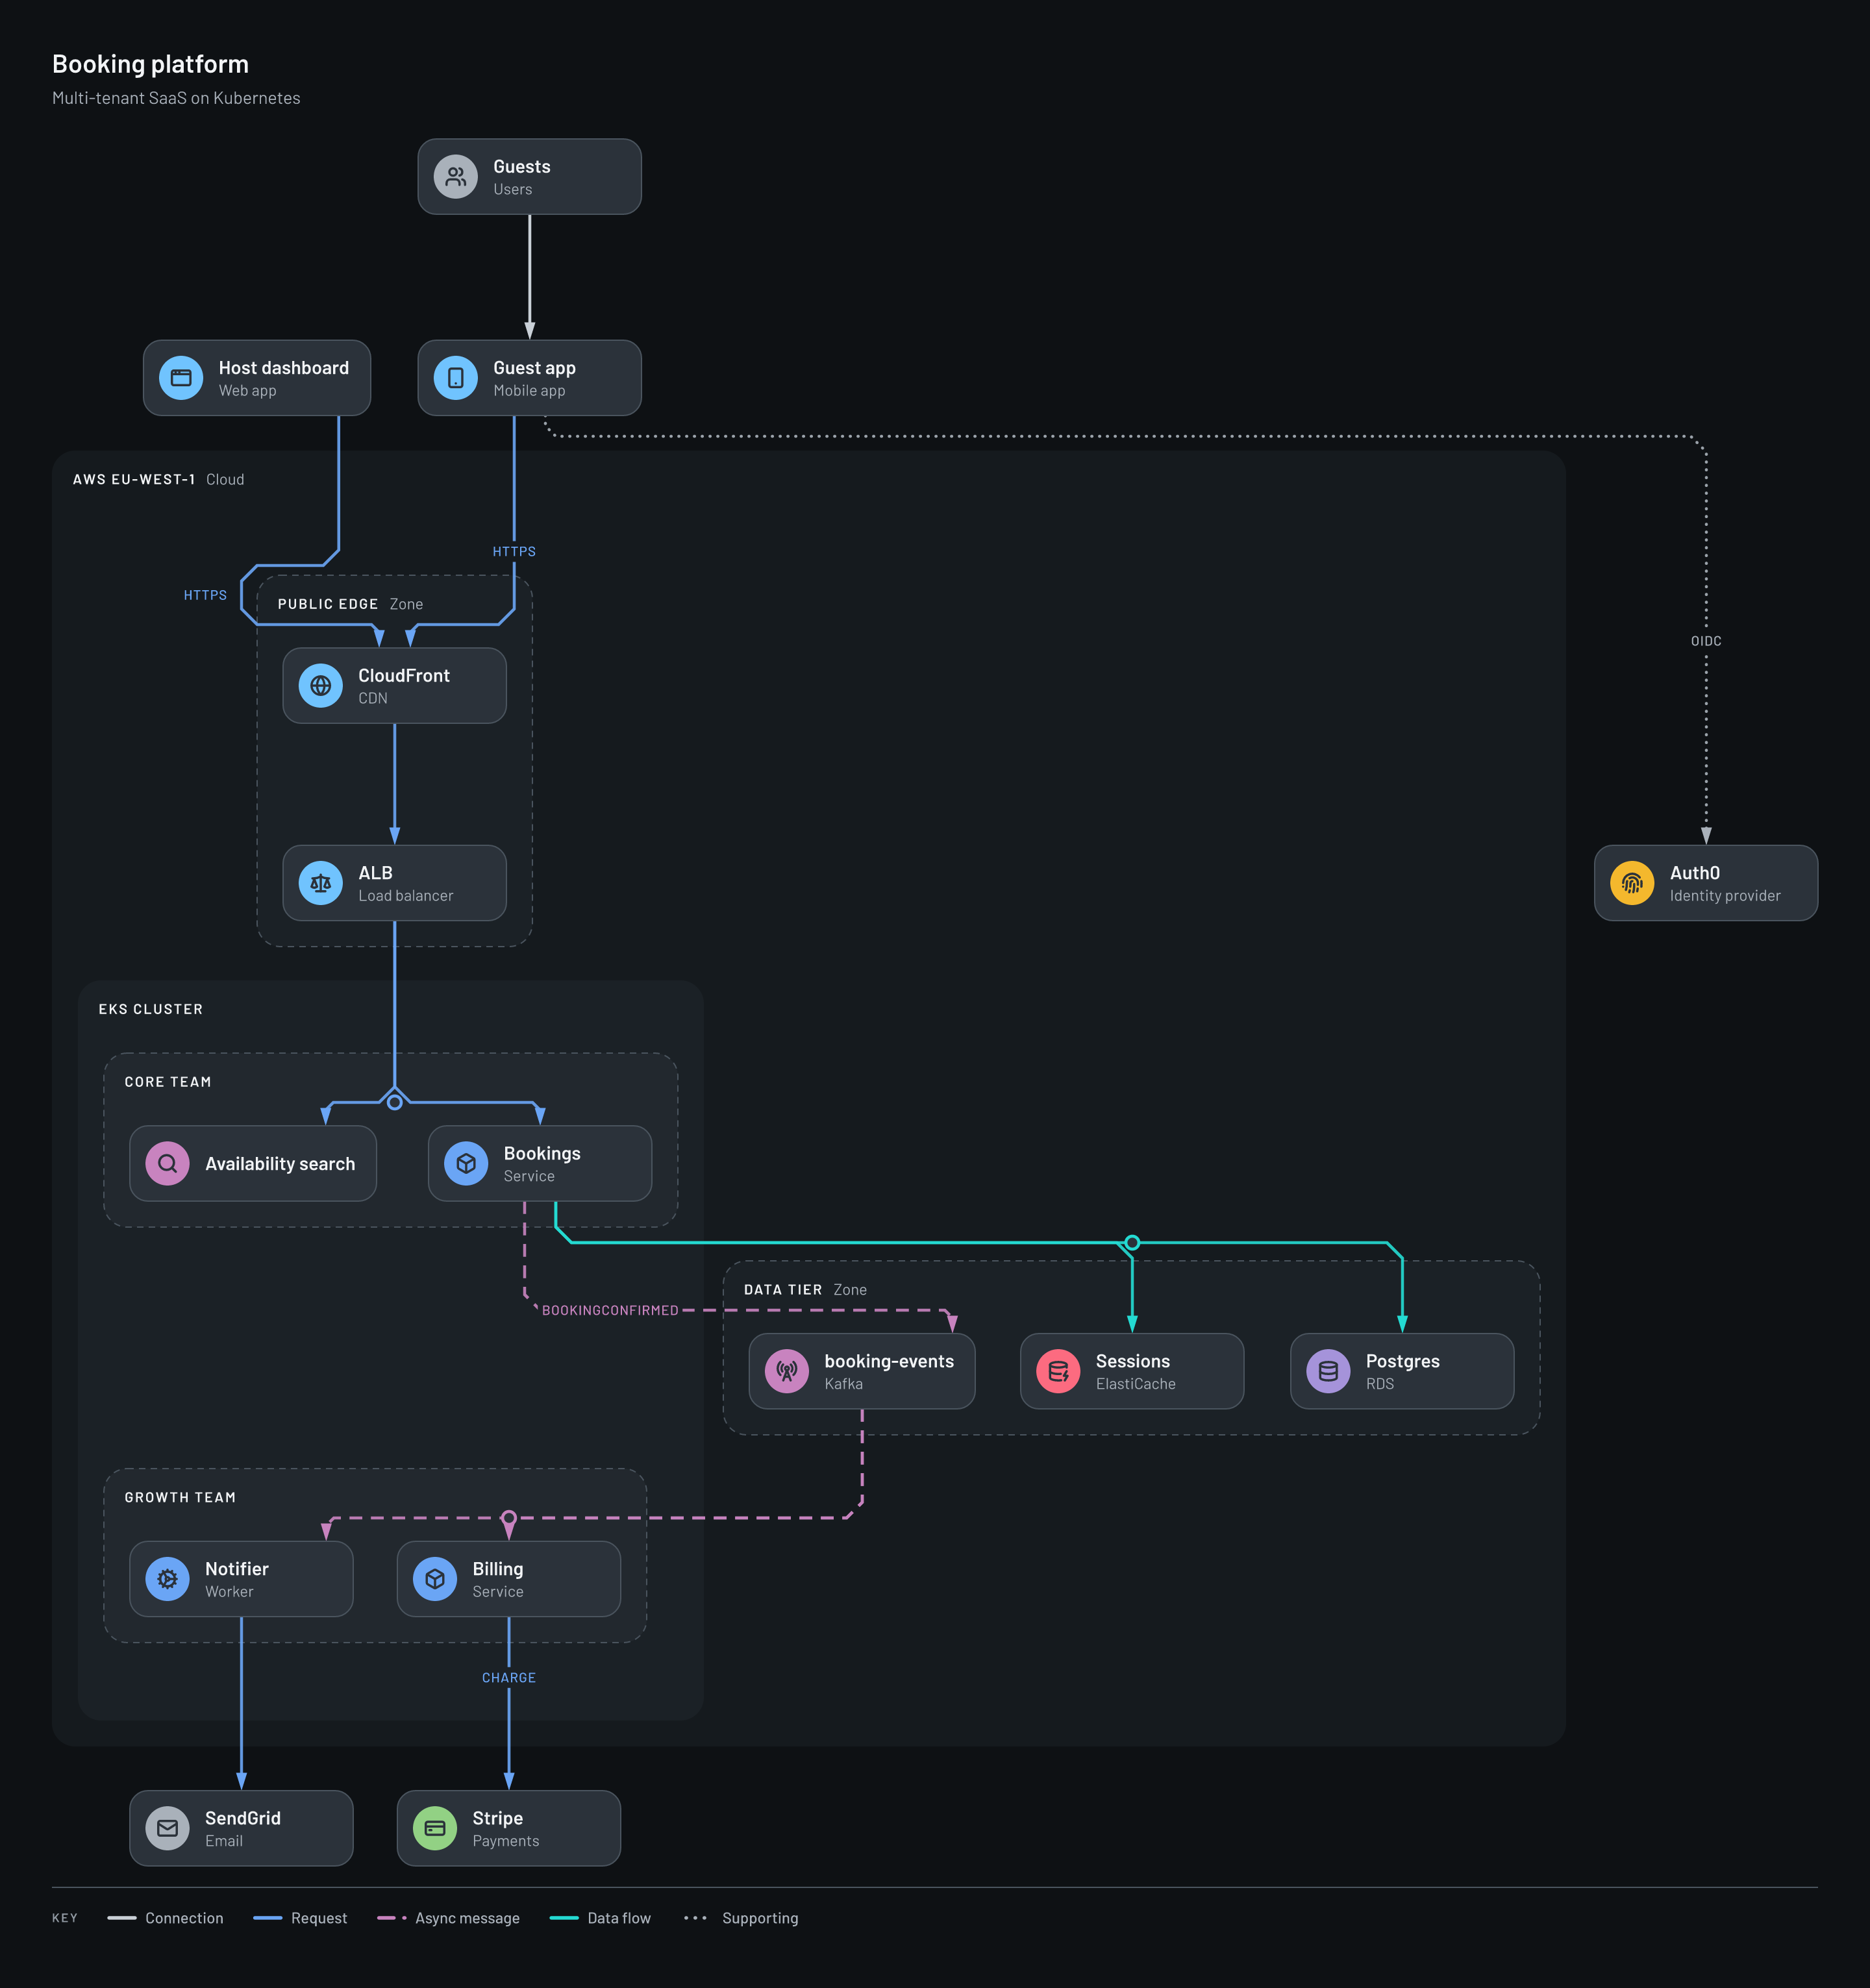 Booking platform
Multi-tenant SaaS on Kubernetes
Guests
Users
Host dashboard
Web app
Guest app
Mobile app
AWS EU-WEST-1 Cloud
HTTPS
HTTPS
PUBLIC EDGE Zone
OIDC
CloudFront
CDN
ALB
Load balancer
Auth0
Identity provider
EKS CLUSTER
CORE TEAM
Availability search
Bookings
Service
DATA TIER Zone
BOOKINGCONFIRMED
booking-events
Kafka
Sessions
ElastiCache
Postgres
RDS
GROWTH TEAM
Notifier
Worker
Billing
Service
CHARGE
SendGrid
Email
Stripe
Payments
KEY Connection Request Async message Data flow Supporting